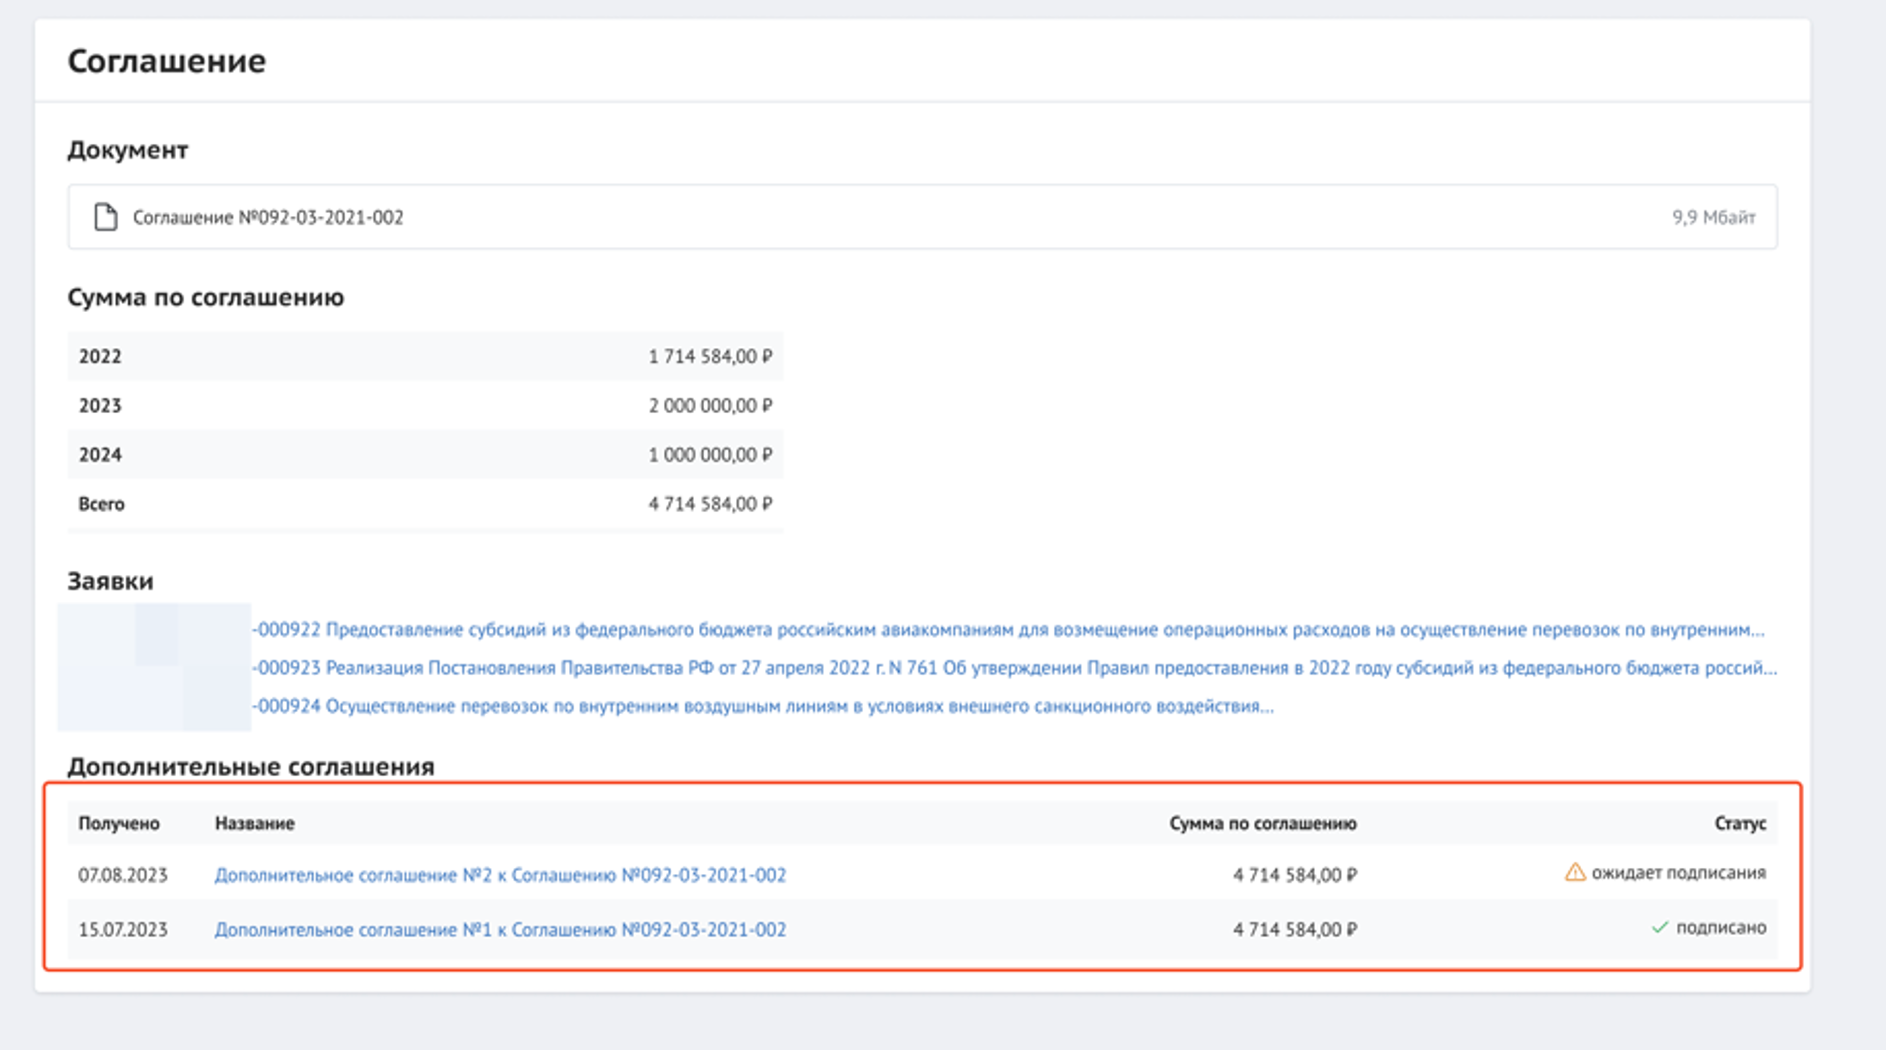 Соглашение
Документ
Соглашение №092-03-2021-002 9,9 Мбайт
Сумма по соглашению
2022 1 714 584,00 ₽
2023 2 000 000,00 ₽
2024 1 000 000,00 ₽
Всего 4 714 584,00 ₽
Заявки
-000922 Предоставление субсидий из федерального бюджета российским авиакомпаниям для возмещение операционных расходов на осуществление перевозок по внутренним...
-000923 Реализация Постановления Правительства РФ от 27 апреля 2022 г. N 761 Об утверждении Правил предоставления в 2022 году субсидий из федерального бюджета россий...
-000924 Осуществление перевозок по внутренним воздушным линиям в условиях внешнего санкционного воздействия...
Дополнительные соглашения
Получено Название Сумма по соглашению Статус
07.08.2023 Дополнительное соглашение №2 к Соглашению №092-03-2021-002 4 714 584,00 ₽ ожидает подписания
15.07.2023 Дополнительное соглашение №1 к Соглашению №092-03-2021-002 4 714 584,00 ₽ подписано